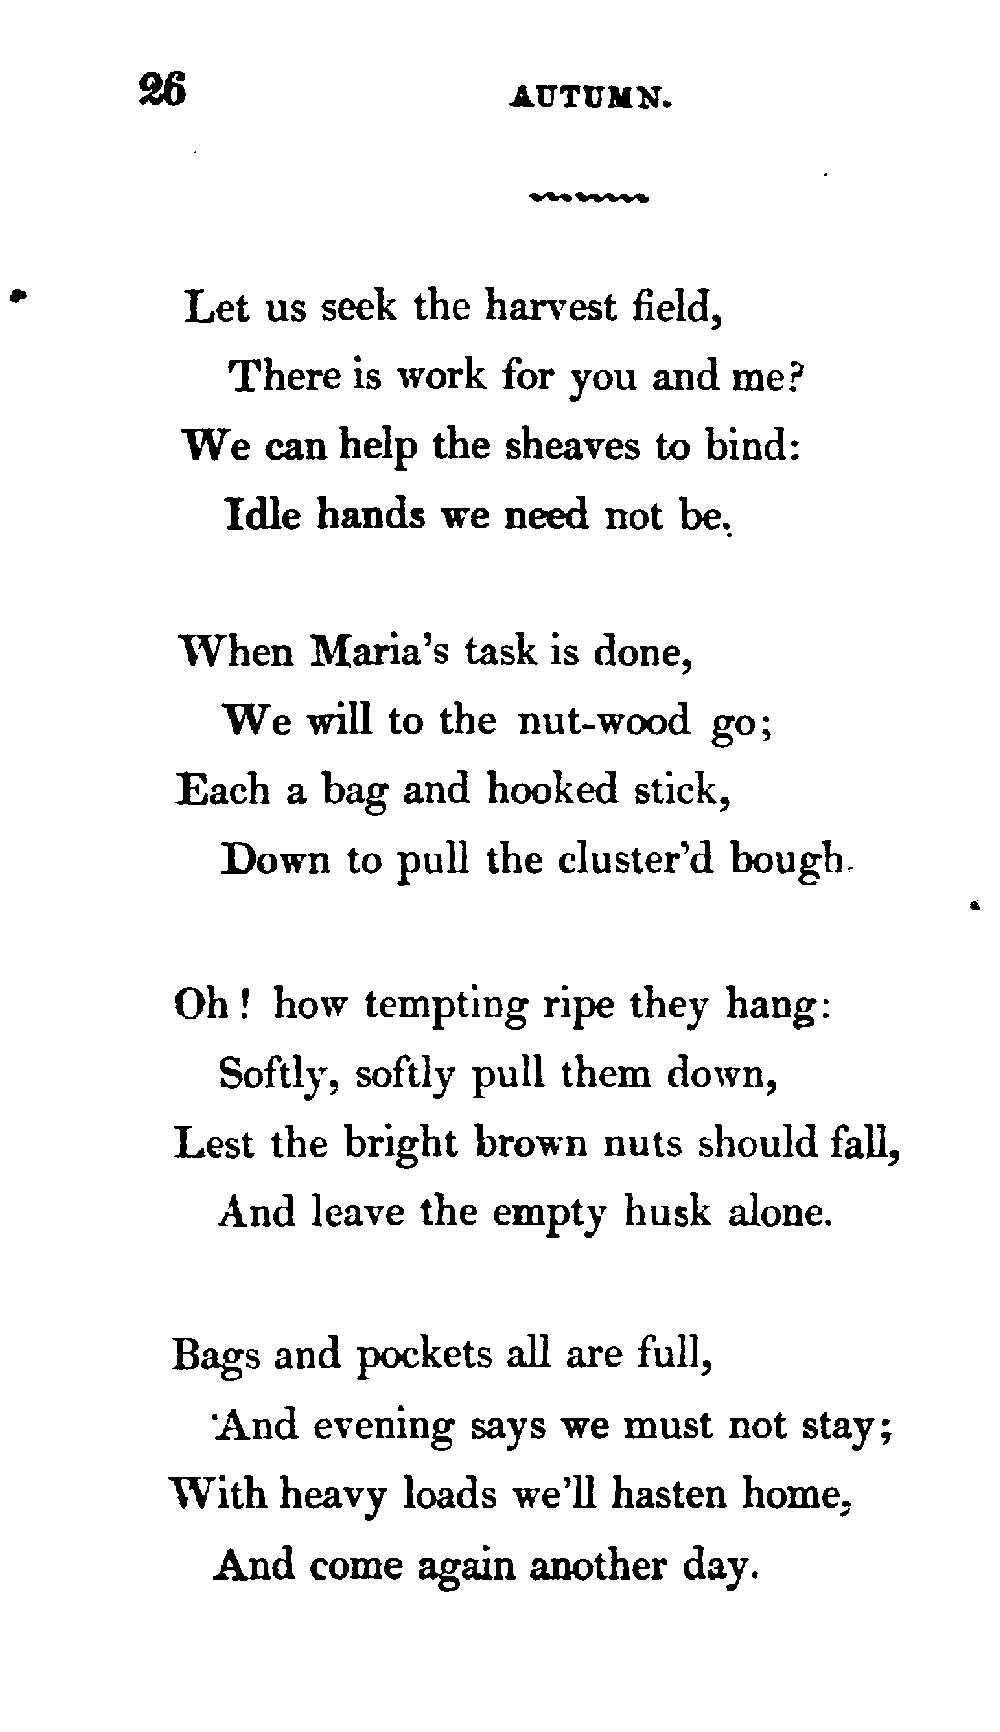 26 AUTUMN.
Let us seek the harvest field,
There is work for you and me?
We can help the sheaves to bind:
Idle hands we need not be.
When Maria's task is done,
We will to the nut-wood go;
Each a bag and hooked stick,
Down to pull the cluster'd bough.
Oh! how tempting ripe they hang:
Softly, softly pull them down,
Lest the bright brown nuts should fall,
And leave the empty husk alone.
Bags and pockets all are full,
And evening says we must not stay;
With heavy loads we'll hasten home,
And come again another day.